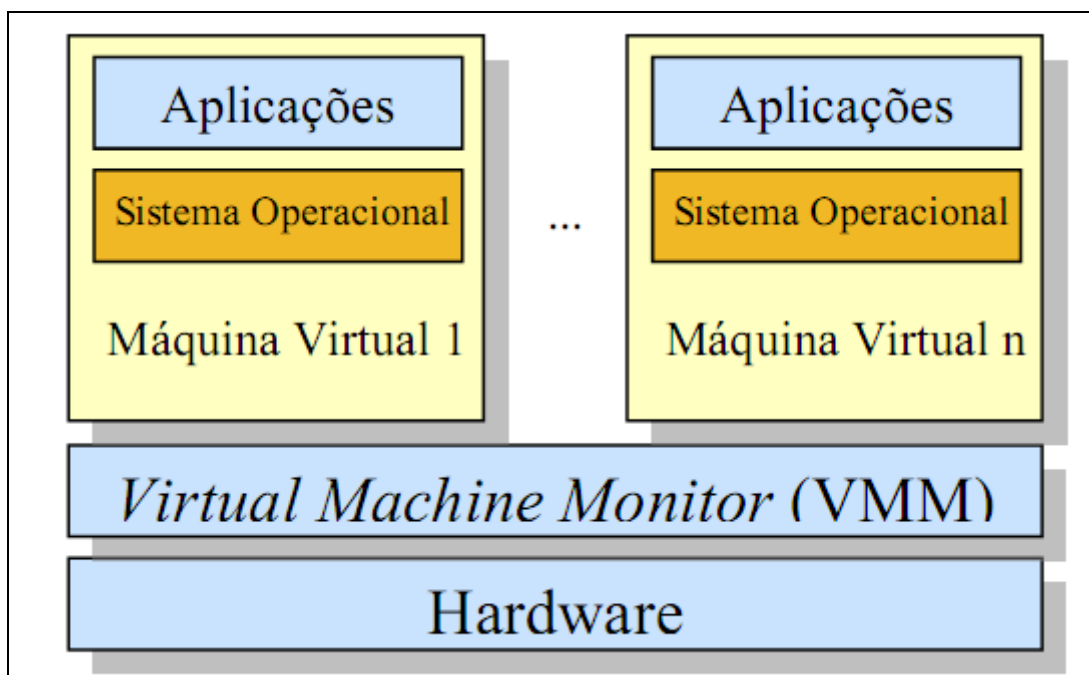 Aplicações
Sistema Operacional
Máquina Virtual 1
...
Aplicações
Sistema Operacional
Máquina Virtual n
Virtual Machine Monitor (VMM)
Hardware